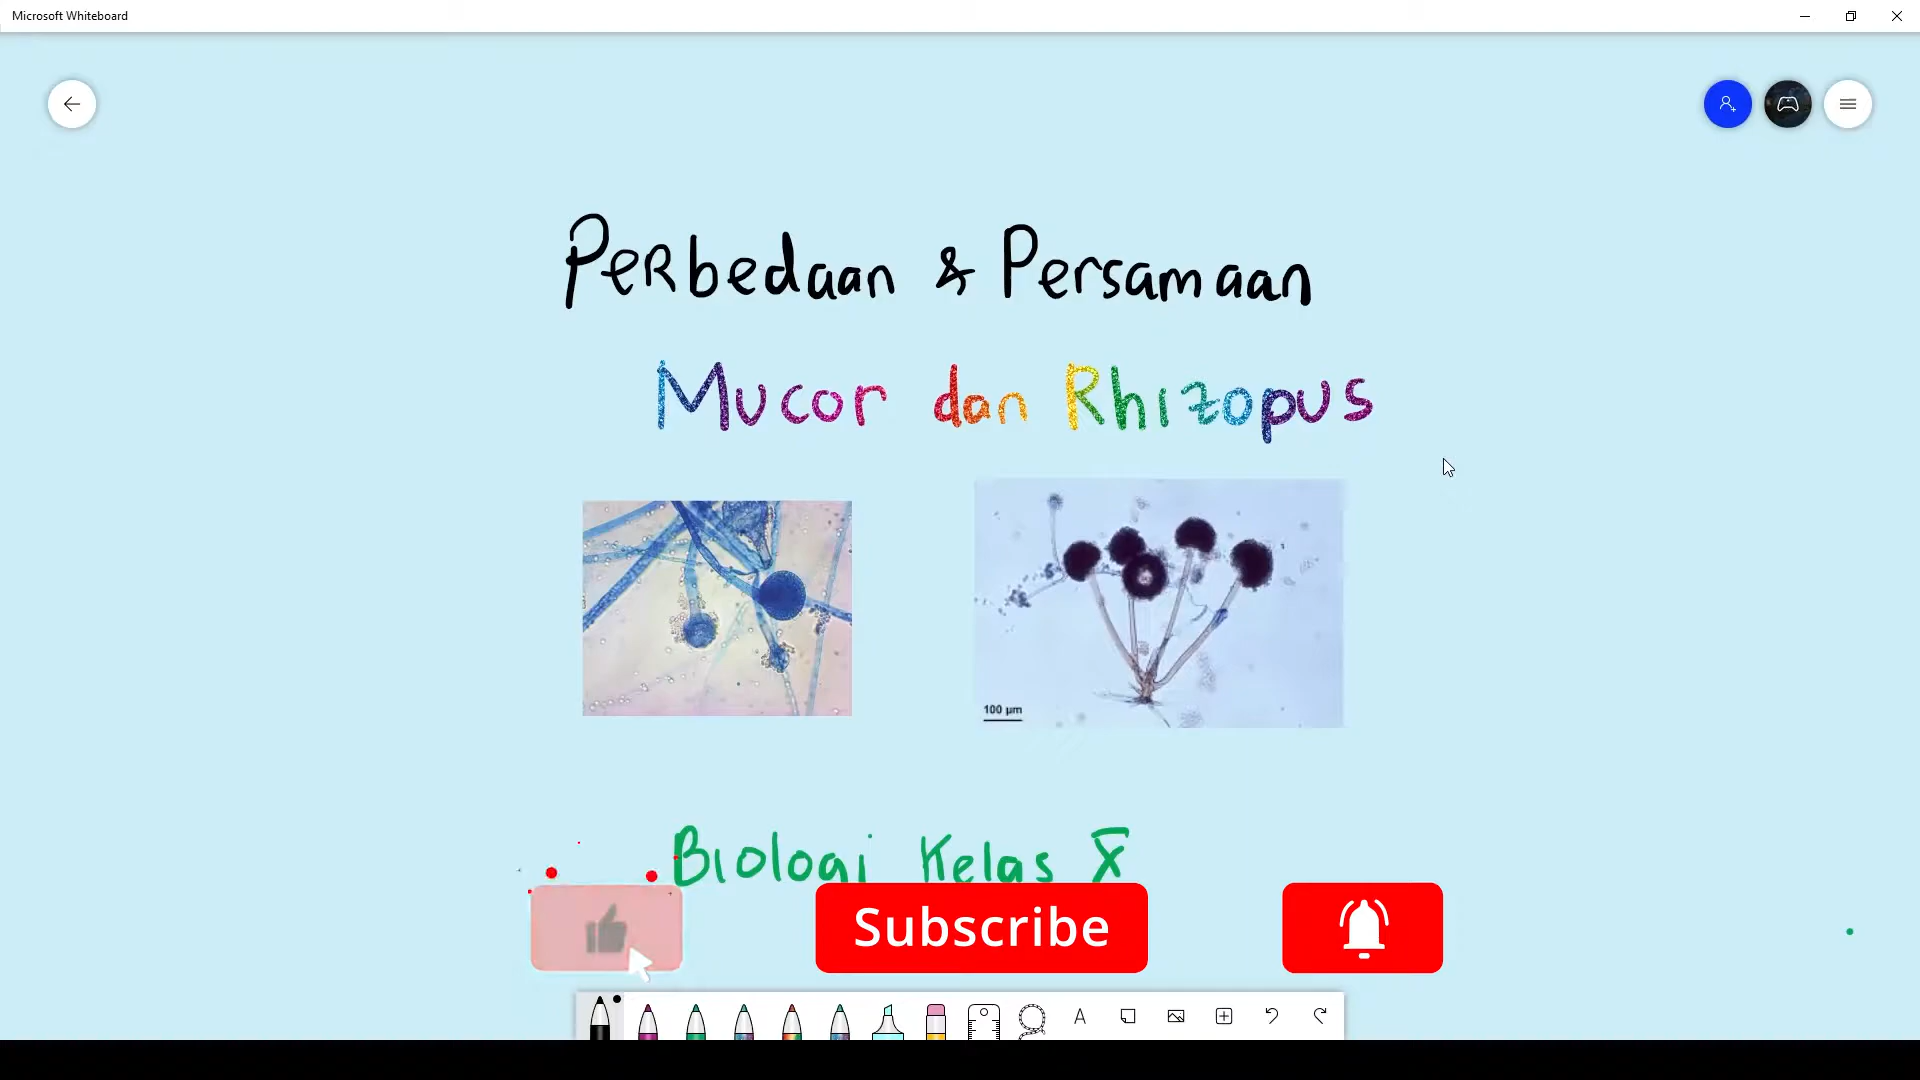 Microsoft Whiteboard
Perbedaan & Persamaan
Mucor dan Rhizopus
100 µm
Biologi Kelas X
Subscribe
A